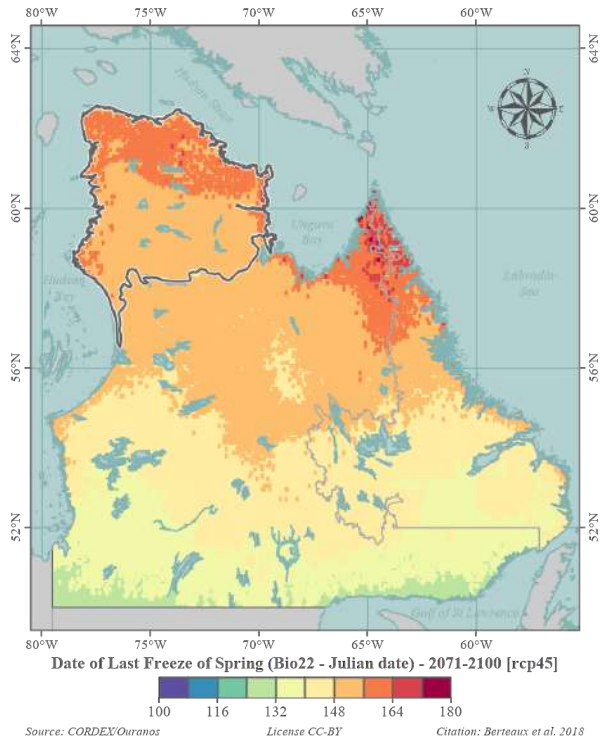 80°W 75°W 70°W 65°W 60°W
64°N 64°N
Hudson Strait
N
W E
S
60°N 60°N
Ungava
Bay
Hudson
Bay
Labrador
Sea
56°N 56°N
52°N 52°N
Gulf of St Lawrence
80°W 75°W 70°W 65°W 60°W
Date of Last Freeze of Spring (Bio22 - Julian date) - 2071-2100 [rcp45]
100 116 132 148 164 180
Source: CORDEX/Ouranos License CC-BY Citation: Berteaux et al. 2018